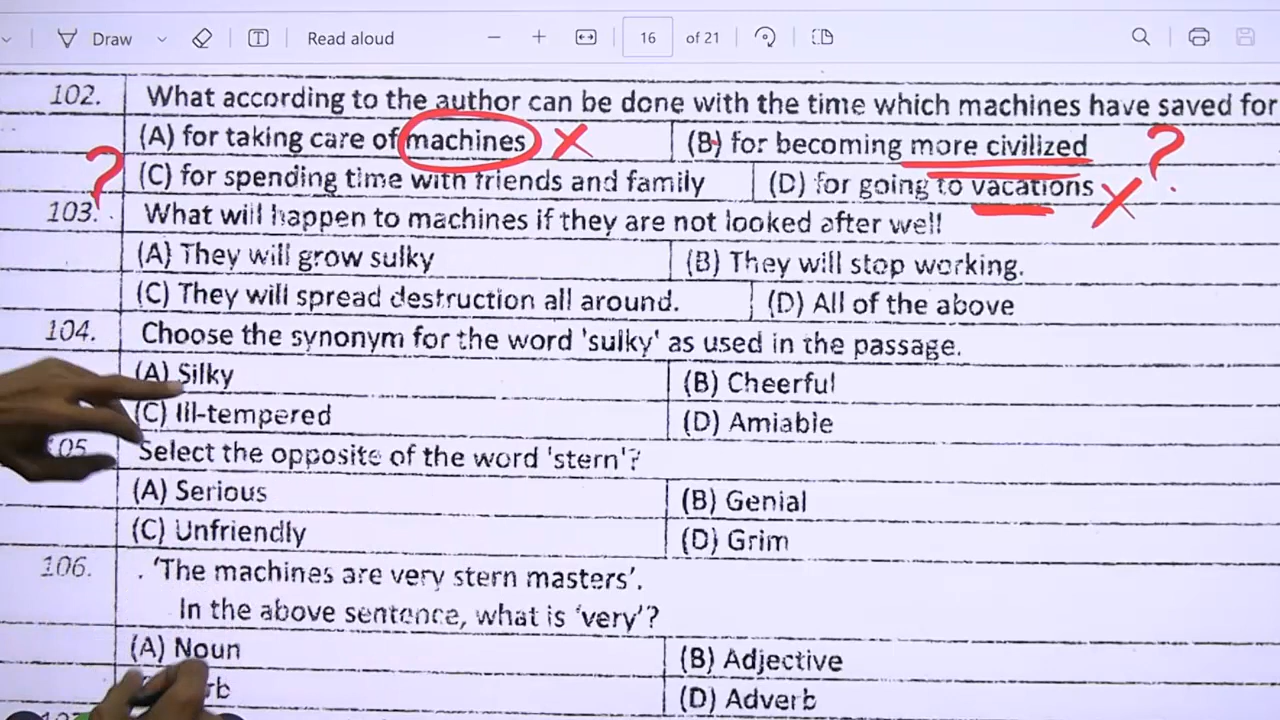 Draw
Read aloud
16
of 21
102. What according to the author can be done with the time which machines have saved for
(A) for taking care of machines
(B) for becoming more civilized
(C) for spending time with friends and family
(D) for going to vacations
103. What will happen to machines if they are not looked after well
(A) They will grow sulky
(B) They will stop working.
(C) They will spread destruction all around.
(D) All of the above
104. Choose the synonym for the word 'sulky' as used in the passage.
(A) Silky
(B) Cheerful
(C) Ill-tempered
(D) Amiable
105. Select the opposite of the word 'stern'?
(A) Serious
(B) Genial
(C) Unfriendly
(D) Grim
106. . 'The machines are very stern masters'.
In the above sentence, what is 'very'?
(A) Noun
(B) Adjective
(D) Adverb